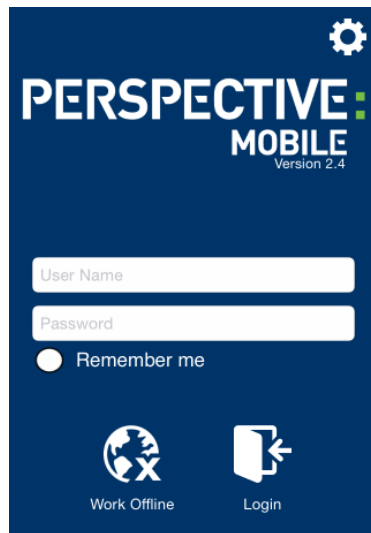 PERSPECTIVE:
MOBILE
Version 2.4
User Name
Password
Remember me
Work Offline
Login